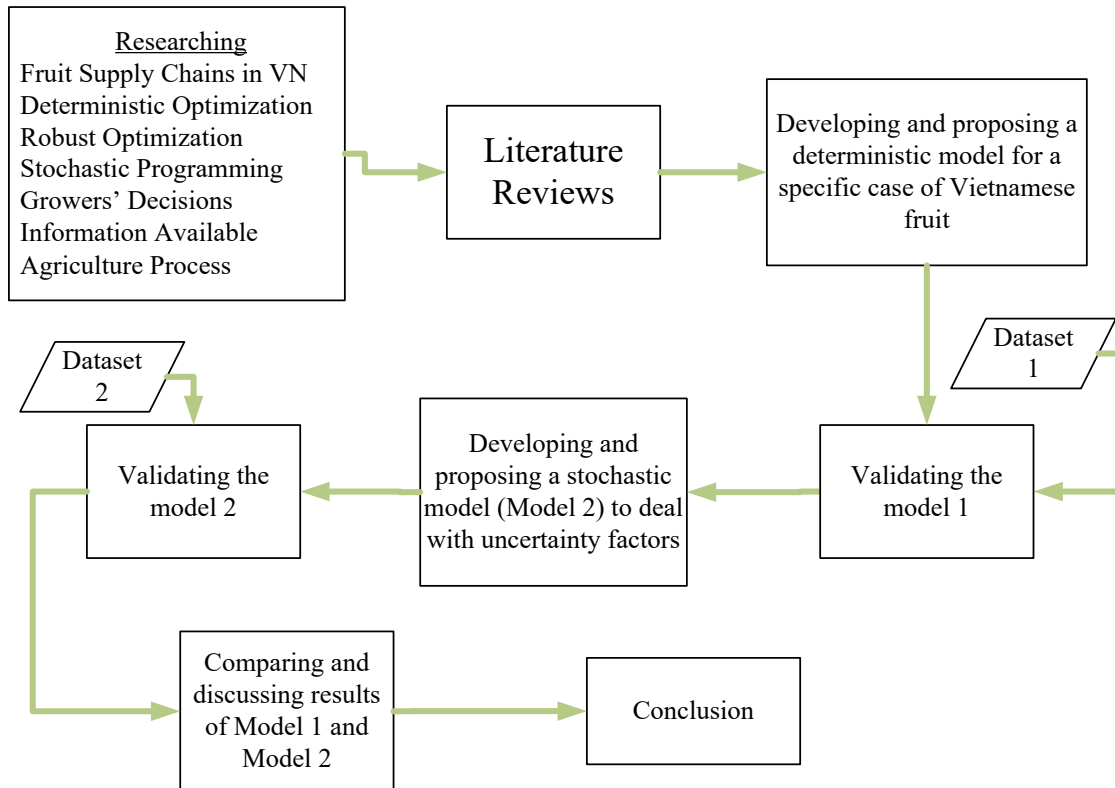 Researching
Fruit Supply Chains in VN
Deterministic Optimization
Robust Optimization
Stochastic Programming
Growers' Decisions
Information Available
Agriculture Process
Literature
Reviews
Developing and proposing a
deterministic model for a
specific case of Vietnamese
fruit
Dataset
1
Validating the
model 1
Developing and
proposing a stochastic
model (Model 2) to deal
with uncertainty factors
Dataset
2
Validating the
model 2
Comparing and
discussing results
of Model 1 and
Model 2
Conclusion